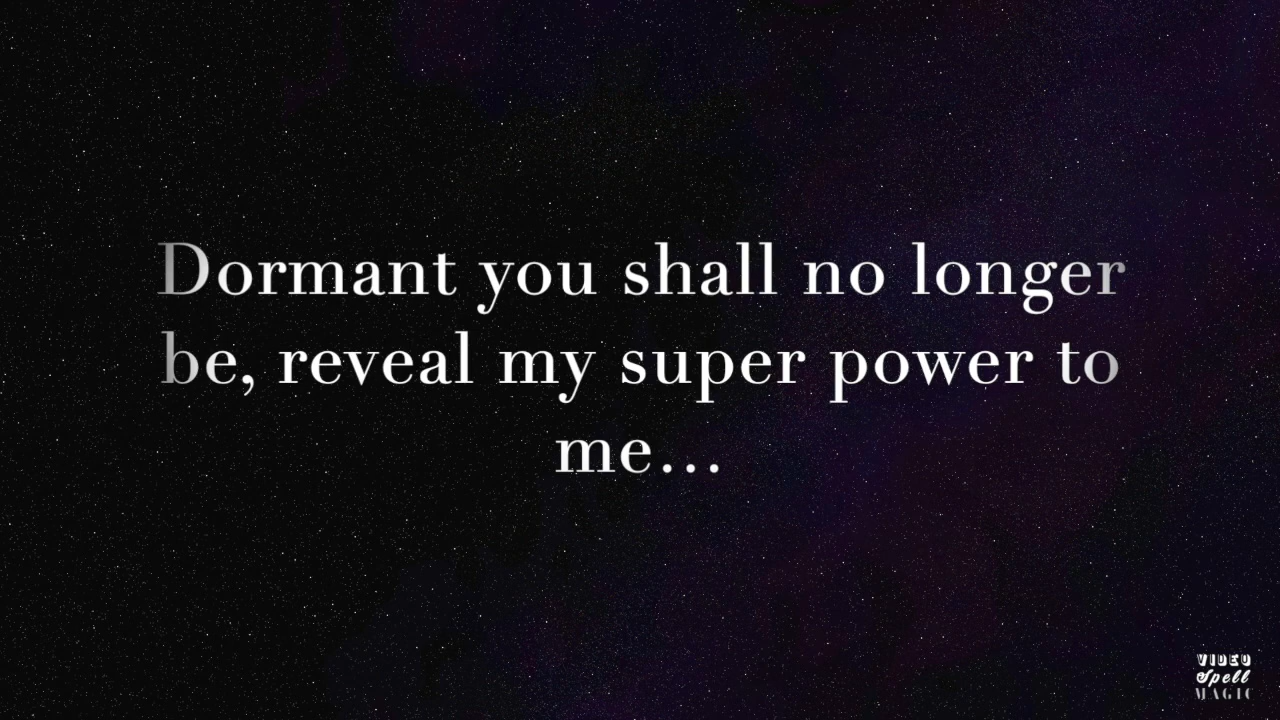 Dormant you shall no longer
be, reveal my super power to
me...
VIDEO
Spell
MAGIC